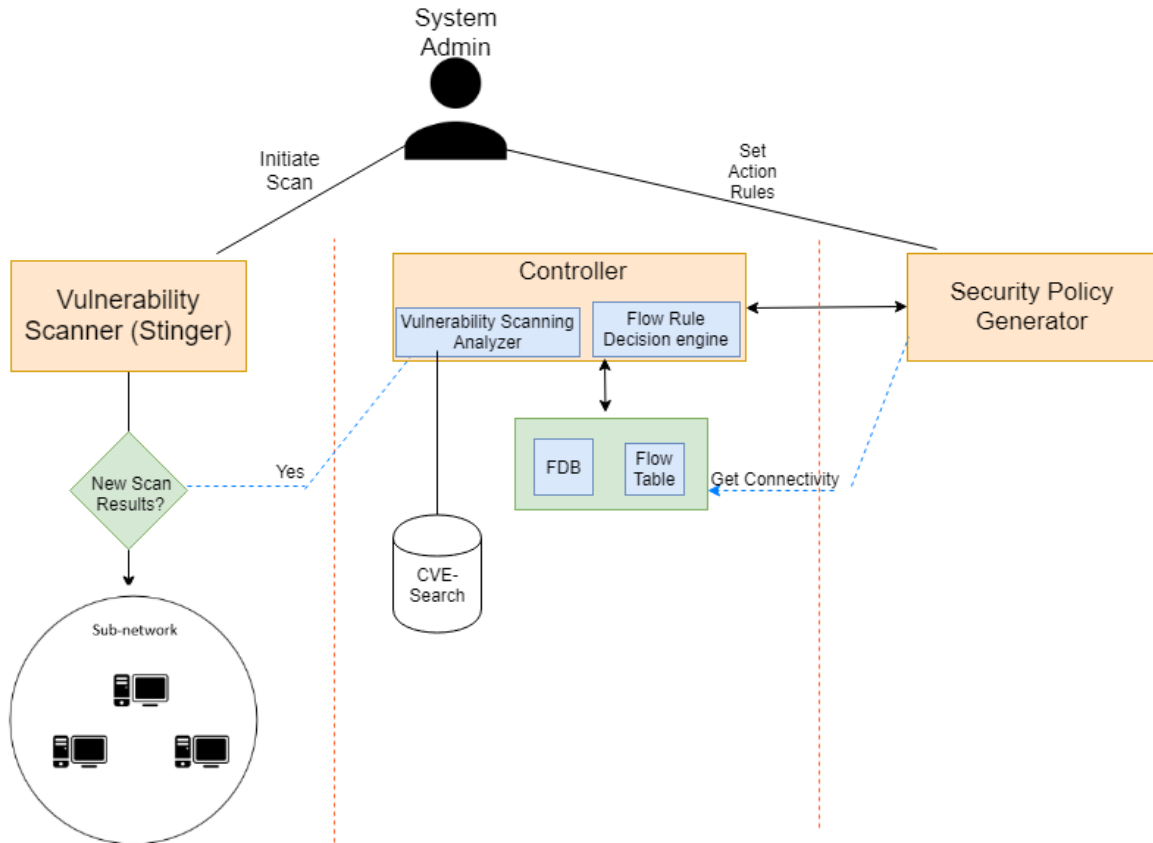 System
Admin
Initiate
Scan
Set
Action
Rules
Vulnerability
Scanner (Stinger)
Controller
Vulnerability Scanning
Analyzer
Flow Rule
Decision engine
Security Policy
Generator
New Scan
Results?
Yes
FDB
Flow
Table
Get Connectivity
CVE-
Search
Sub-network